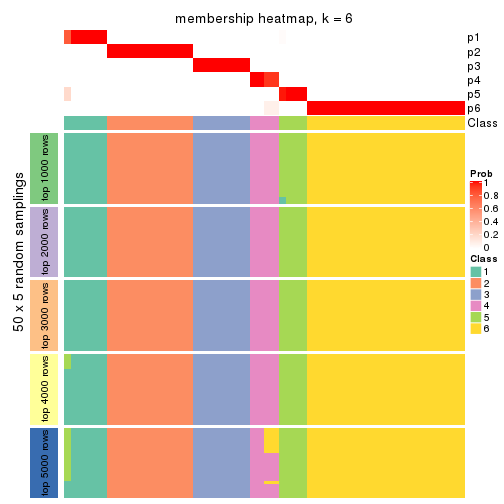 membership heatmap, k = 6
p1
p2
p3
p4
p5
p6
Class
50 x 5 random samplings
top 1000 rows
top 2000 rows
top 3000 rows
top 4000 rows
top 5000 rows
Prob
1
0.8
0.6
0.4
0.2
0
Class
1
2
3
4
5
6